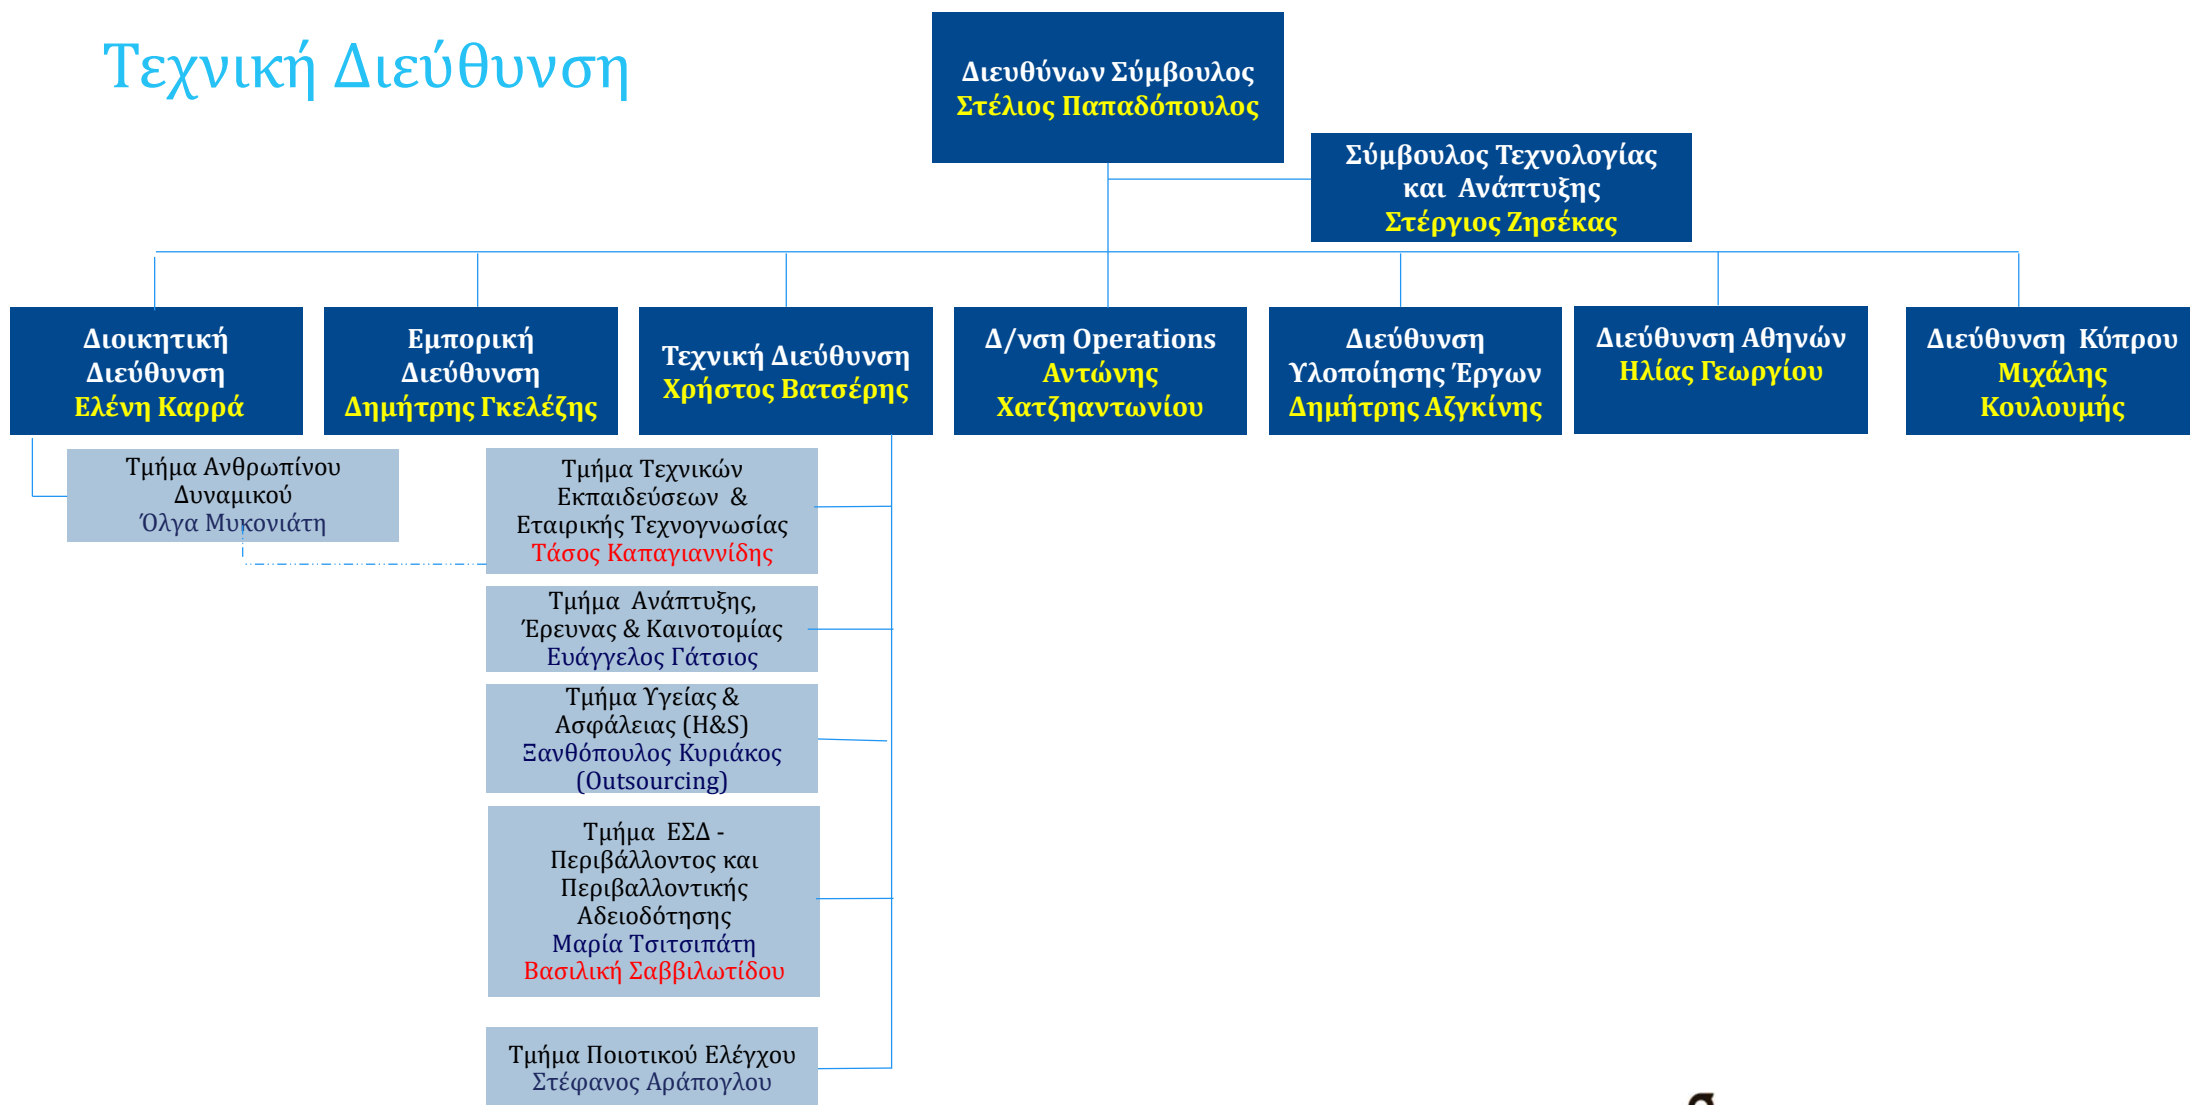 Τεχνική Διεύθυνση
Διευθύνων Σύμβουλος
Στέλιος Παπαδόπουλος
Σύμβουλος Τεχνολογίας
και Ανάπτυξης
Στέργιος Ζησέκας
Διοικητική
Διεύθυνση
Ελένη Καρρά
Εμπορική
Διεύθυνση
Δημήτρης Γκελέζης
Τεχνική Διεύθυνση
Χρήστος Βατσέρης
Δ/νση Operations
Αντώνης
Χατζηαντωνίου
Διεύθυνση
Υλοποίησης Έργων
Δημήτρης Αζγκίνης
Διεύθυνση Αθηνών
Ηλίας Γεωργίου
Διεύθυνση Κύπρου
Μιχάλης
Κουλουμής
Τμήμα Ανθρωπίνου
Δυναμικού
Όλγα Μυκονιάτη
Τμήμα Τεχνικών
Εκπαιδεύσεων &
Εταιρικής Τεχνογνωσίας
Τάσος Καπαγιαννίδης
Τμήμα Ανάπτυξης,
Έρευνας & Καινοτομίας
Ευάγγελος Γάτσιος
Τμήμα Υγείας &
Ασφάλειας (H&S)
Ξανθόπουλος Κυριάκος
(Outsourcing)
Τμήμα ΕΣΔ -
Περιβάλλοντος και
Περιβαλλοντικής
Αδειοδότησης
Μαρία Τσιτσιπάτη
Βασιλική Σαββιλωτίδου
Τμήμα Ποιοτικού Ελέγχου
Στέφανος Αράπογλου